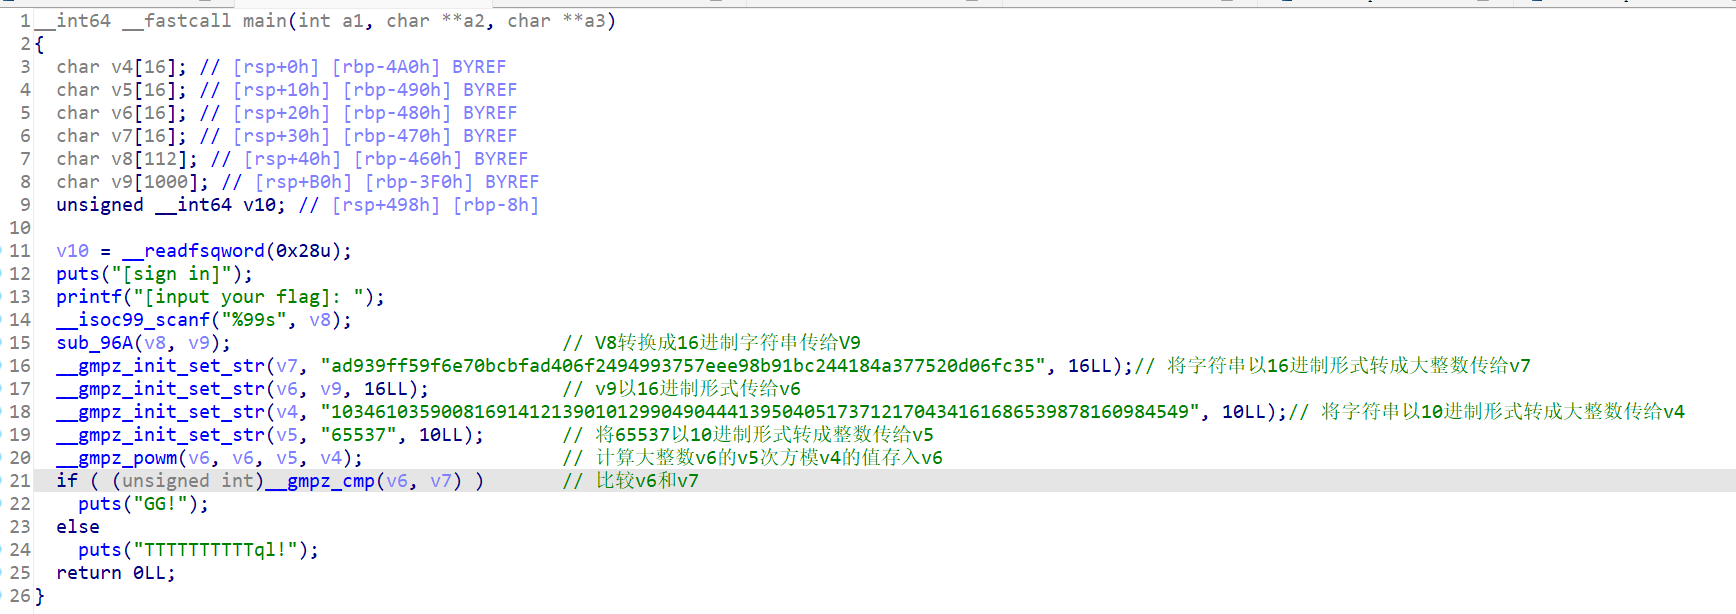 1 __int64 __fastcall main(int a1, char **a2, char **a3)
2 {
3 char v4[16]; // [rsp+0h] [rbp-4A0h] BYREF
4 char v5[16]; // [rsp+10h] [rbp-490h] BYREF
5 char v6[16]; // [rsp+20h] [rbp-480h] BYREF
6 char v7[16]; // [rsp+30h] [rbp-470h] BYREF
7 char v8[112]; // [rsp+40h] [rbp-460h] BYREF
8 char v9[1000]; // [rsp+B0h] [rbp-3F0h] BYREF
9 unsigned __int64 v10; // [rsp+498h] [rbp-8h]
10
11 v10 = __readfsqword(0x28u);
12 puts("[sign in]");
13 printf("[input your flag]: ");
14 __isoc99_scanf("%99s", v8);
15 sub_96A(v8, v9); // V8转换成16进制字符串传给V9
16 __gmpz_init_set_str(v7, "ad939ff59f6e70bcbfad406f2494993757eee98b91bc244184a377520d06fc35", 16LL);// 将字符串以16进制形式转成大整数传给v7
17 __gmpz_init_set_str(v6, v9, 16LL); // v9以16进制形式传给v6
18 __gmpz_init_set_str(v4, "103461035900816914121390101299049044413950405173712170434161686539878160984549", 10LL);// 将字符串以10进制形式转成大整数传给v4
19 __gmpz_init_set_str(v5, "65537", 10LL); // 将65537以10进制形式转成整数传给v5
20 __gmpz_powm(v6, v6, v5, v4); // 计算大整数v6的v5次方模v4的值存入v6
21 if ( (unsigned int)__gmpz_cmp(v6, v7) ) // 比较v6和v7
22 puts("GG!");
23 else
24 puts("TTTTTTTTTTql!");
25 return 0LL;
26 }